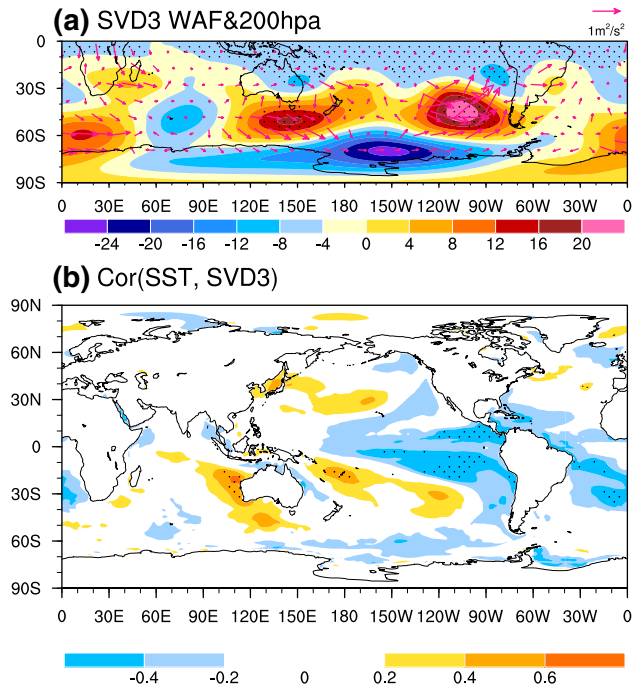 (a) SVD3 WAF&200hpa
1m²/s²
0
30S
60S
90S
0 30E 60E 90E 120E 150E 180 150W 120W 90W 60W 30W 0
-24 -20 -16 -12 -8 -4 0 4 8 12 16 20
(b) Cor(SST, SVD3)
90N
60N
30N
0
30S
60S
90S
0 30E 60E 90E 120E 150E 180 150W 120W 90W 60W 30W 0
-0.4 -0.2 0 0.2 0.4 0.6